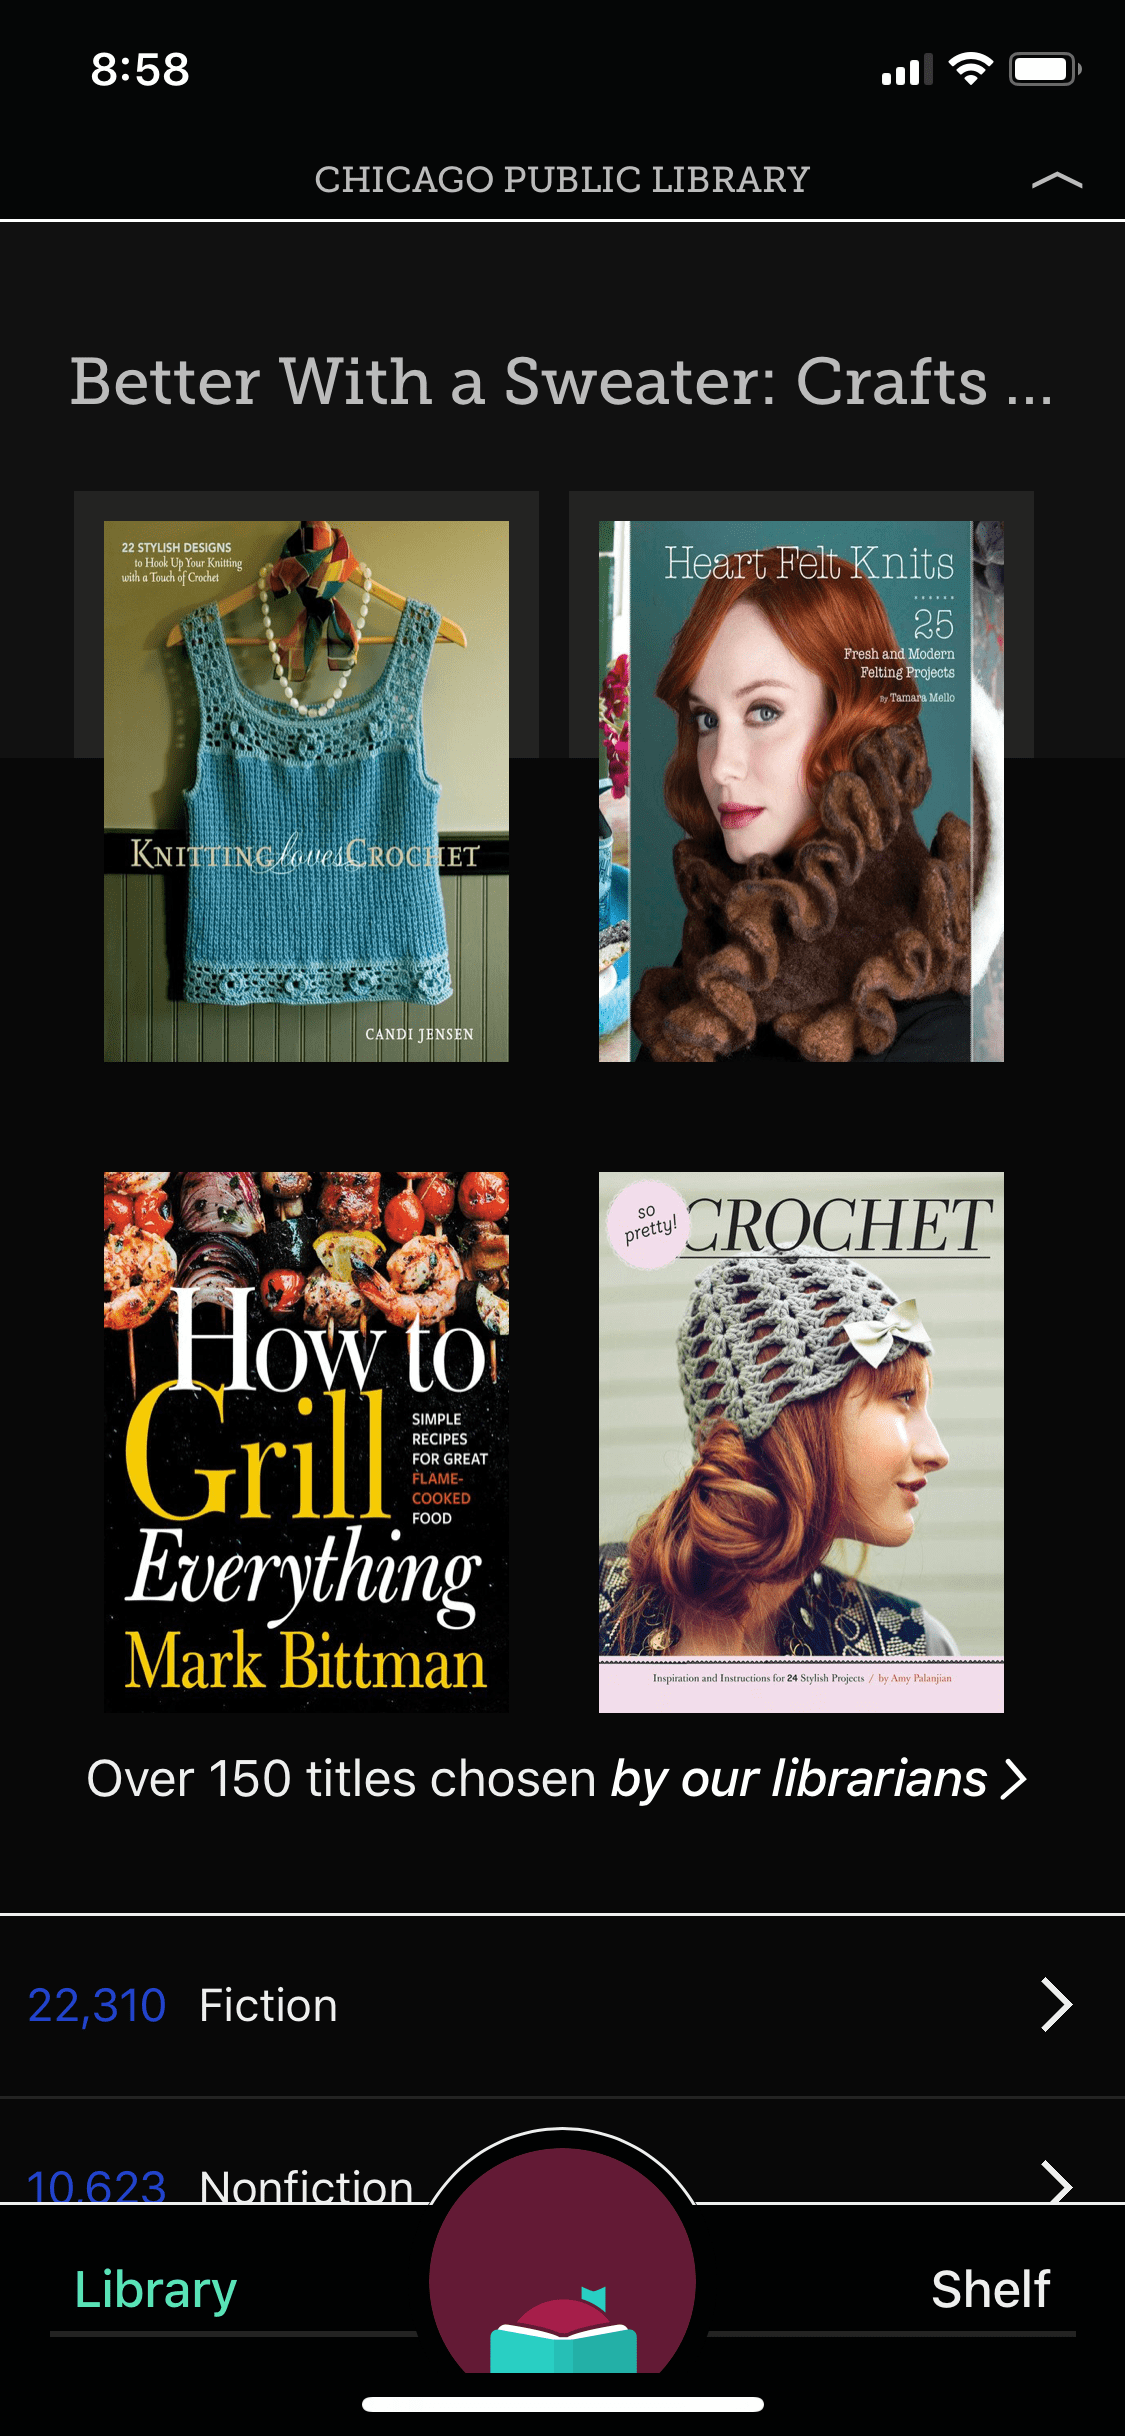 8:58
CHICAGO PUBLIC LIBRARY
Better With a Sweater: Crafts ...
22 STYLISH DESIGNS
to Hook Up Your Knitting
with a Touch of Crochet
KNITTING loves CROCHET
CANDI JENSEN
Heart Felt Knits
25
Fresh and Modern
Felting Projects
By Tamara Mello
How to
Grill
SIMPLE
RECIPES
FOR GREAT
FLAME-
COOKED
FOOD
Everything
Mark Bittman
so
pretty!
CROCHET
Inspiration and Instructions for 24 Stylish Projects / by Amy Palanjian
Over 150 titles chosen by our librarians
22,310 Fiction
10,623 Nonfiction
Library
Shelf